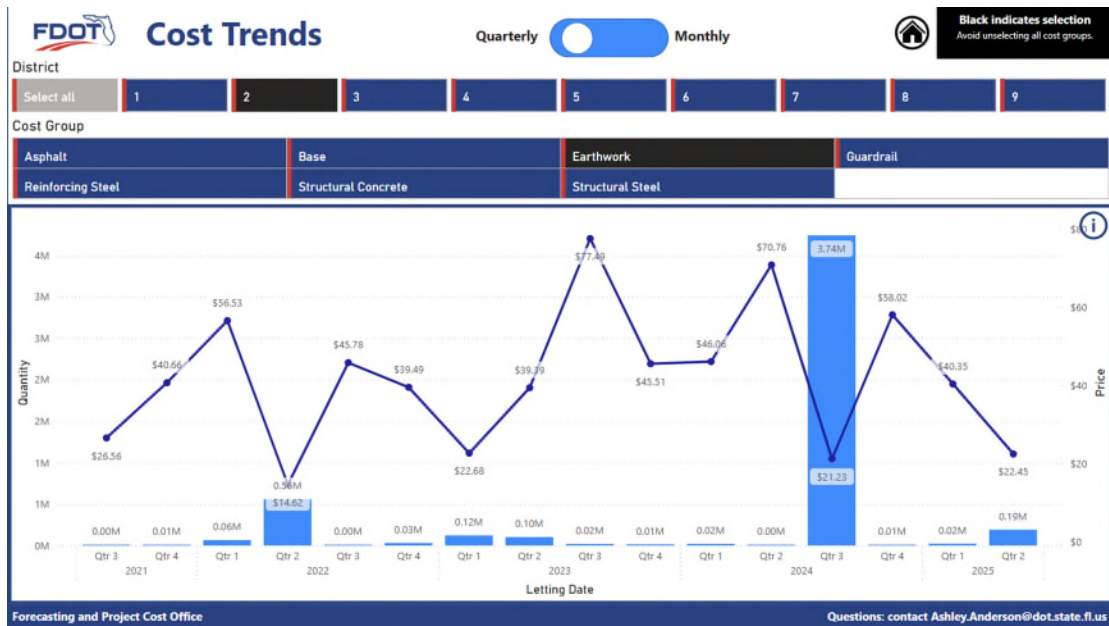 FDOT Cost Trends Quarterly Monthly
Black indicates selection
Avoid unselecting all cost groups.
District
Select all 1 2 3 4 5 6 7 8 9
Cost Group
Asphalt Base Earthwork Guardrail
Reinforcing Steel Structural Concrete Structural Steel
i
Quantity
4M
3M
3M
2M
2M
1M
1M
0M
$26.56
$40.66
$56.53
$14.62
$45.78
$39.49
$22.68
$39.39
$77.49
$45.51
$46.06
$70.76
$21.23
$58.02
$40.35
$22.45
0.00M 0.01M 0.06M 0.56M 0.00M 0.03M 0.12M 0.10M 0.02M 0.01M 0.02M 0.00M 3.74M 0.01M 0.02M 0.19M
$80
$60
$40
$20
$0
Price
Qtr 3 Qtr 4 Qtr 1 Qtr 2 Qtr 3 Qtr 4 Qtr 1 Qtr 2 Qtr 3 Qtr 4 Qtr 1 Qtr 2 Qtr 3 Qtr 4 Qtr 1 Qtr 2
2021 2022 2023 2024 2025
Letting Date
Forecasting and Project Cost Office Questions: contact Ashley.Anderson@dot.state.fl.us